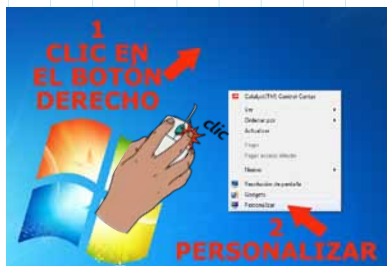 1
CLIC EN
EL BOTÓN
DERECHO
clic
Catalyst(TM) Control Center
Ver
Ordenar por
Actualizar
Pegar
Pegar acceso directo
Nuevo
Resolución de pantalla
Gadgets
Personalizar
2
PERSONALIZAR